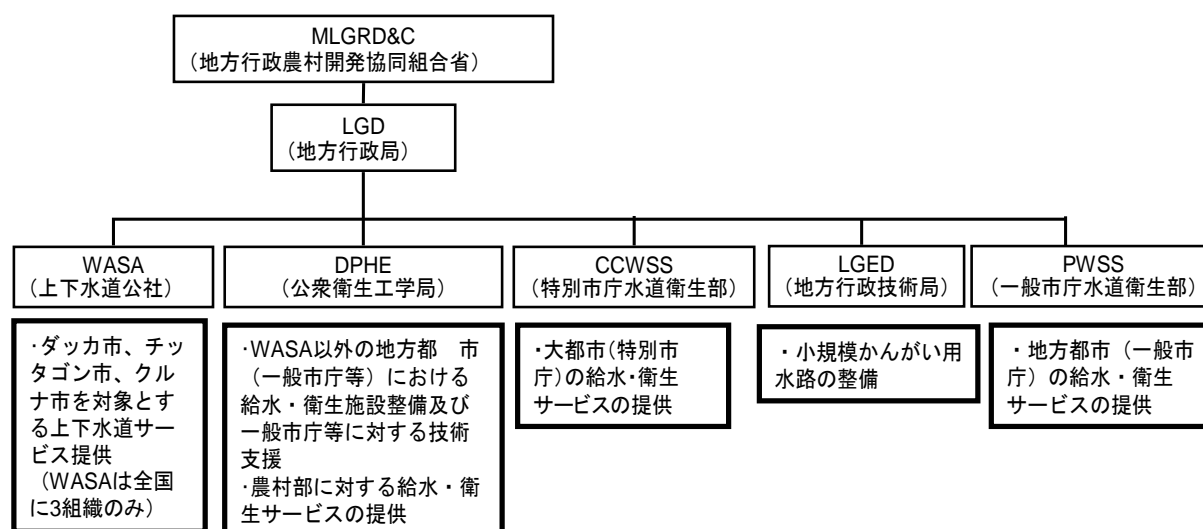 MLGRD&C
（地方行政農村開発協同組合省）
LGD
（地方行政局）
WASA
（上下水道公社）
DPHE
（公衆衛生工学局）
CCWSS
（特別市庁水道衛生部）
LGED
（地方行政技術局）
PWSS
（一般市庁水道衛生部）
・ダッカ市、チッ
タゴン市、クル
ナ市を対象とす
る上下水道サー
ビス提供
（WASAは全国
に3組織のみ）
・WASA以外の地方都　市
（一般市庁等）における
給水・衛生施設整備及び
一般市庁等に対する技術
支援
・農村部に対する給水・衛
生サービスの提供
・大都市（特別市
庁）の給水・衛生
サービスの提供
・小規模かんがい用
水路の整備
・地方都市（一般市
庁）の給水・衛生
サービスの提供